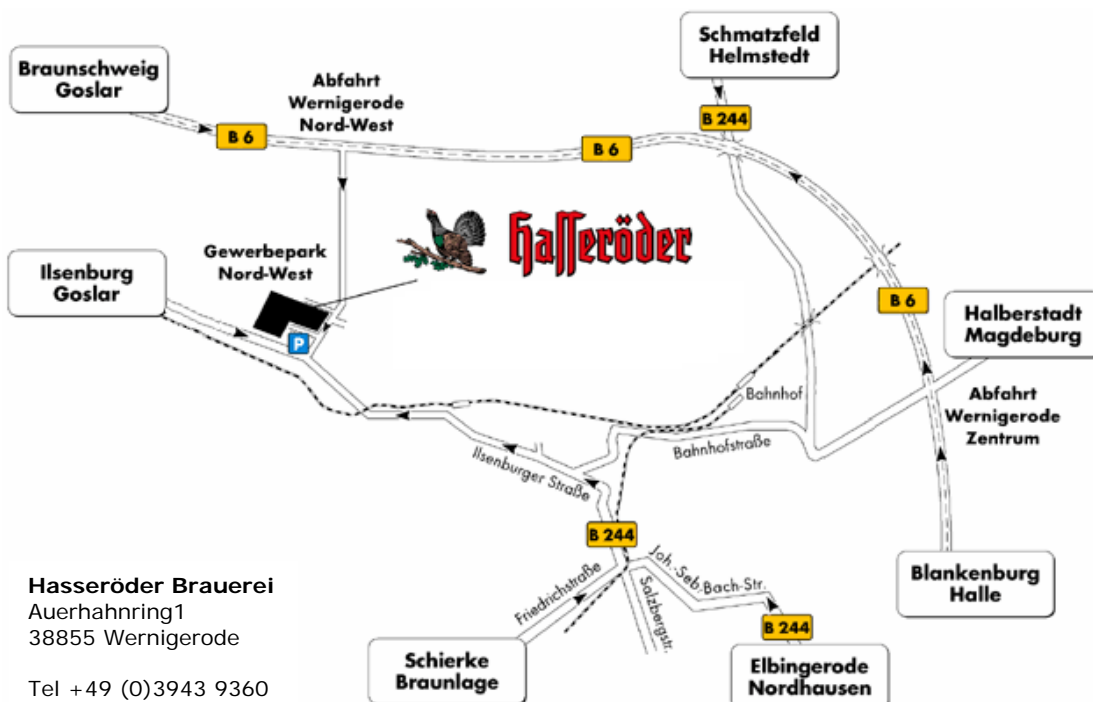 Schmatzfeld
Helmstedt
Braunschweig
Goslar
Abfahrt
Wernigerode
Nord-West
B 244
B 6
B 6
Hasseröder
Gewerbepark
Nord-West
Ilsenburg
Goslar
B 6
Halberstadt
Magdeburg
P
Bahnhof
Abfahrt
Wernigerode
Zentrum
Bahnhofstraße
Ilsenburger Straße
B 244
Joh.-Seb.-Bach-Str.
Friedrichstraße
Salzbergstr.
Blankenburg
Halle
B 244
Schierke
Braunlage
Elbingerode
Nordhausen
Hasseröder Brauerei
Auerhahnring1
38855 Wernigerode
Tel +49 (0)3943 9360